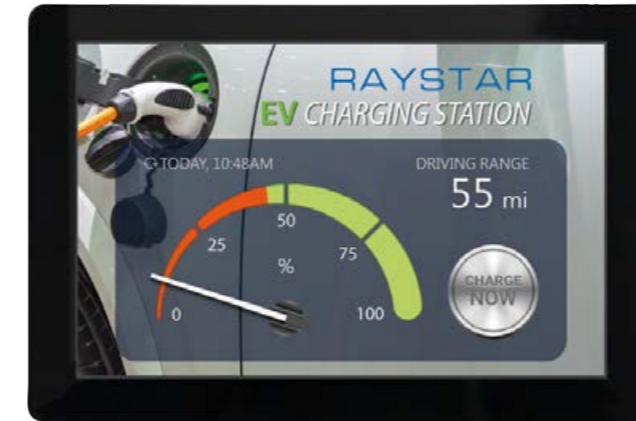 RAYSTAR
EV CHARGING STATION
TODAY, 10:48AM
DRIVING RANGE
55 mi
50
25
75
%
CHARGE
NOW
0
100